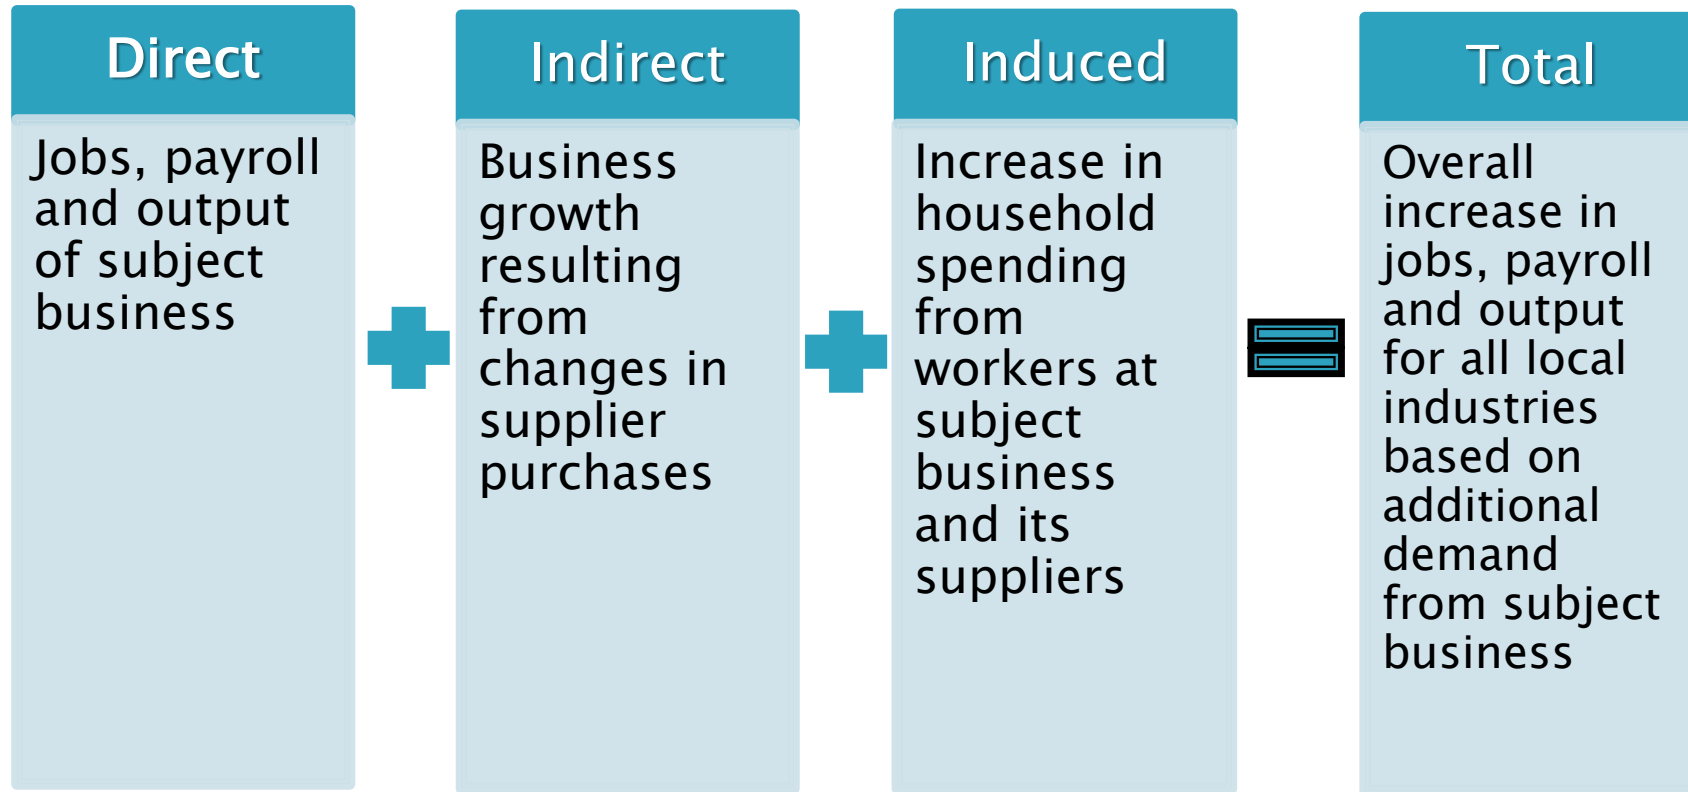 Direct
Jobs, payroll
and output
of subject
business
Indirect
Business
growth
resulting
from
changes in
supplier
purchases
Induced
Increase in
household
spending
from
workers at
subject
business
and its
suppliers
Total
Overall
increase in
jobs, payroll
and output
for all local
industries
based on
additional
demand
from subject
business